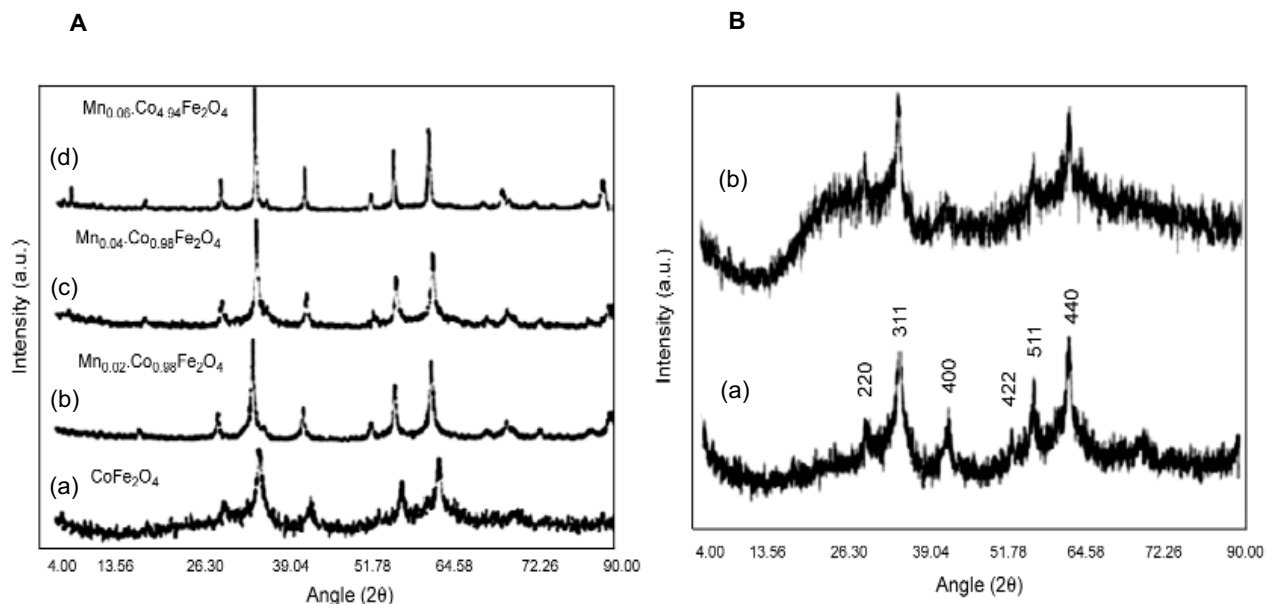 A
Mn0.06.Co4.94Fe2O4
(d)
Mn0.04.Co0.98Fe2O4
(c)
Mn0.02.Co0.98Fe2O4
(b)
(a)
CoFe2O4
Intensity (a.u.)
4.00 13.56 26.30 39.04 51.78 64.58 72.26 90.00
Angle (2θ)
B
(b)
(a)
220
311
400
422
511
440
Intensity (a.u.)
4.00 13.56 26.30 39.04 51.78 64.56 72.26 90.00
Angle (2θ)